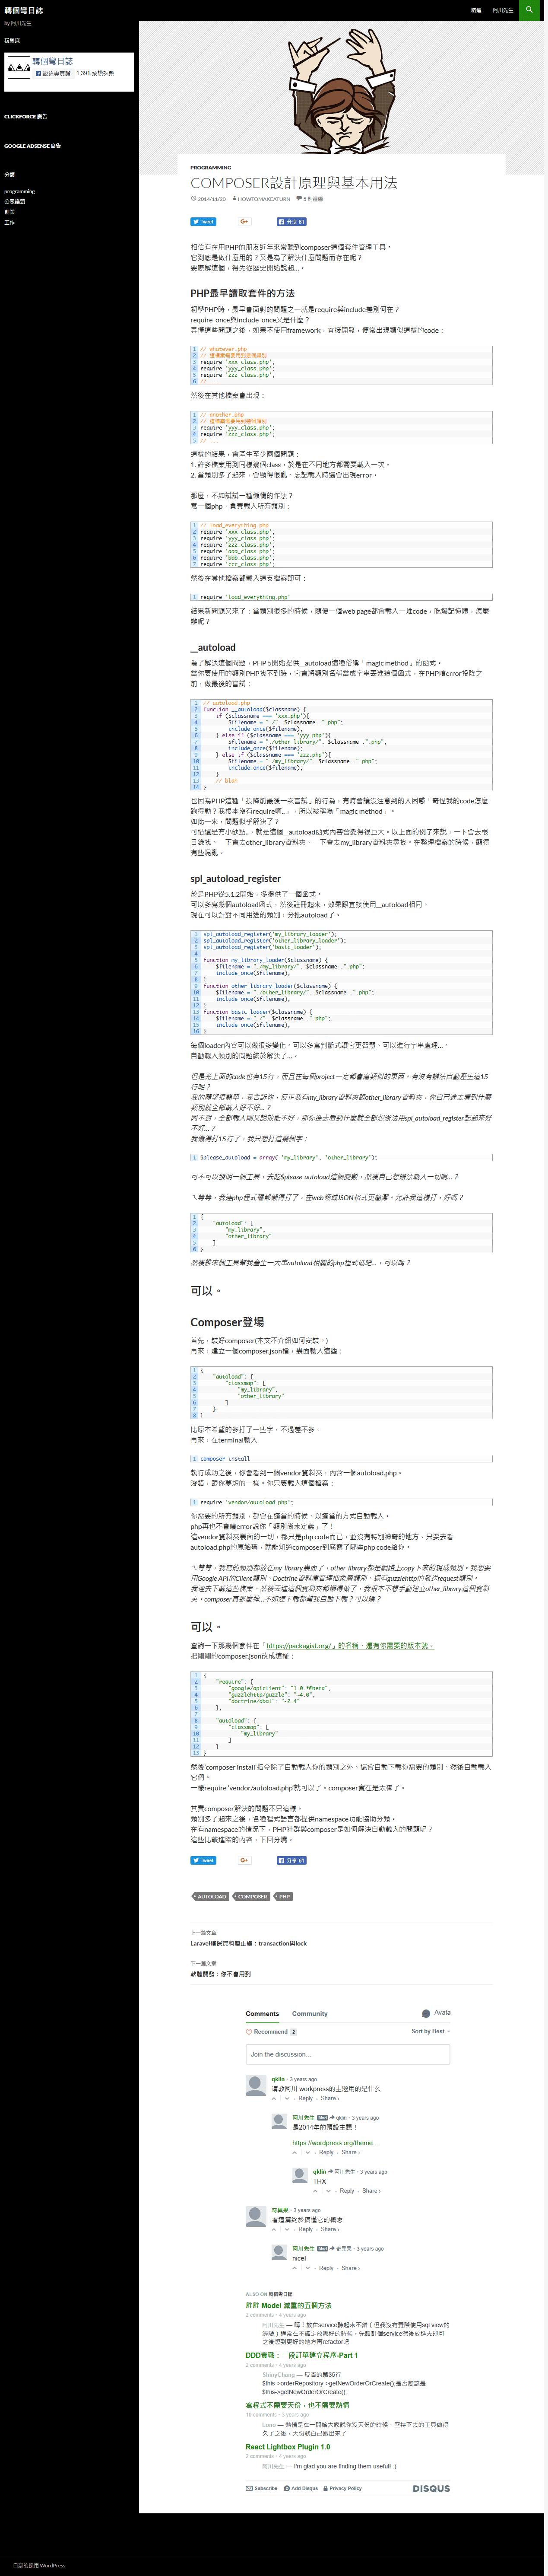 轉個彎日誌
精選
阿川先生
by 阿川先生
粉絲頁
轉個彎日誌
1,391
CLICKFORCE 廣告
GOOGLE ADSENSE 廣告
分類
programming
公眾議題
創業
工作
PROGRAMMING
COMPOSER設計原理與基本用法
2014/11/20 HOWTOMAKEATURN 5 則迴響
Tweet
G+
分享 61
相信有在用PHP的朋友近年來常聽到composer這個套件管理工具。
它到底是做什麼用的？又是為了解決什麼問題而存在呢？
要瞭解這個，得先從歷史開始說起...。
PHP最早讀取套件的方法
初學PHP時，最早會面對的問題之一就是require與include差別何在？
require_once與include_once又是什麼？
弄懂這些問題之後，如果不使用framework，直接開發，便常出現類似這樣的code：
1 // whatever.php
2 // 這檔案需要用到幾個類別
3 require 'xxx_class.php';
4 require 'yyy_class.php';
5 require 'zzz_class.php';
6 //
然後在其他檔案會出現：
1 // another.php
2 // 這檔案需要用到幾個類別
3 require 'yyy_class.php';
4 require 'zzz_class.php';
5 //
這樣的結果，會產生至少兩個問題：
1. 許多檔案用到同樣幾個class，於是在不同地方都需要載入一次。
2. 當類別多了起來，會顯得很亂、忘記載入時還會出現error。
那麼，不如試試一種懶惰的作法？
寫一個php，負責載入所有類別：
1 // load_everything.php
2 require 'xxx_class.php';
3 require 'yyy_class.php';
4 require 'zzz_class.php';
5 require 'aaa_class.php';
6 require 'bbb_class.php';
7 require 'ccc_class.php';
然後在其他檔案都載入這支檔案即可：
1 require 'load_everything.php'
結果新問題又來了：當類別很多的時候，隨便一個web page都會載入一堆code，吃爆記憶體，怎麼
辦呢？
__autoload
為了解決這個問題，PHP 5開始提供__autoload這種俗稱「magic method」的函式。
當你要使用的類別PHP找不到時，它會將類別名稱當成字串丟進這個函式，在PHP噴error投降之
前，做最後的嘗試：
1 // autoload.php
2 function __autoload($classname) {
3 if ($classname === 'xxx.php'){
4 $filename = "./". $classname .".php";
5 include_once($filename);
6 } else if ($classname === 'yyy.php'){
7 $filename = "./other_library/". $classname .".php";
8 include_once($filename);
9 } else if ($classname === 'zzz.php'){
10 $filename = "./my_library/". $classname .".php";
11 include_once($filename);
12 }
13 // blah
14 }
也因為PHP這種「投降前最後一次嘗試」的行為，有時會讓沒注意到的人困惑「奇怪我的code怎麼
跑得動？我根本沒有require啊..」，所以被稱為「magic method」。
如此一來，問題似乎解決了？
可惜還是有小缺點..，就是這個__autoload函式內容會變得很巨大。以上面的例子來說，一下會去根
目錄找、一下會去other_library資料夾、一下會去my_library資料夾尋找。在整理檔案的時候，顯得
有些混亂。
spl_autoload_register
於是PHP從5.1.2開始，多提供了一個函式。
可以多寫幾個autoload函式，然後註冊起來，效果跟直接使用__autoload相同。
現在可以針對不同用途的類別，分批autoload了。
1 spl_autoload_register('my_library_loader');
2 spl_autoload_register('other_library_loader');
3 spl_autoload_register('basic_loader');
4
5 function my_library_loader($classname) {
6 $filename = "./my_library/". $classname .".php";
7 include_once($filename);
8 }
9 function other_library_loader($classname) {
10 $filename = "./other_library/". $classname .".php";
11 include_once($filename);
12 }
13 function basic_loader($classname) {
14 $filename = "./". $classname .".php";
15 include_once($filename);
16 }
每個loader內容可以做很多變化。可以多寫判斷式讓它更智慧、可以進行字串處理...，
自動載入類別的問題終於解決了...。
但是光上面的code也有15行，而且在每個project一定都會寫類似的東西。有沒有辦法自動產生這15
行呢？
我的願望很簡單，我告訴你，反正我有my_library資料夾跟other_library資料夾，你自己進去看到什麼
類別就全部載入好不好...？
阿不對，全部載入剛又說效能不好，那你進去看到什麼就全部想辦法用spl_autoload_register記起來好
不好...？
我懶得打15行了，我只想打這幾個字：
1 $please_autoload = array( 'my_library', 'other_library');
可不可以發明一個工具，去吃$please_autoload這個變數，然後自己想辦法載入一切啊...？
ㄟ等等，我連php程式碼都懶得打了，在web領域JSON格式更簡潔。允許我這樣打，好嗎？
1 {
2 "autoload": [
3 "my_library",
4 "other_library"
5 ]
6 }
然後誰來個工具幫我產生一大串autoload相關的php程式碼吧...，可以嗎？
可以。
Composer登場
首先，裝好composer(本文不介紹如何安裝。)
再來，建立一個composer.json檔，裏面輸入這些：
1 {
2 "autoload": {
3 "classmap": [
4 "my_library",
5 "other_library"
6 ]
7 }
8 }
比原本希望的多打了一些字，不過差不多。
再來，在terminal輸入
1 composer install
執行成功之後，你會看到一個vendor資料夾，內含一個autoload.php。
沒錯，跟你夢想的一樣。你只要載入這個檔案：
1 require 'vendor/autoload.php';
你需要的所有類別，都會在適當的時候、以適當的方式自動載入。
php再也不會噴error說你「類別尚未定義」了！
這vendor資料夾裏面的一切，都只是php code而已，並沒有特別神奇的地方。只要去看
autoload.php的原始碼，就能知道composer到底寫了哪些php code給你。
ㄟ等等，我寫的類別都放在my_library裏面了，other_library都是網路上copy下來的現成類別。我想要
用Google API的Client類別、Doctrine資料庫管理抽象層類別、還有guzzlehttp的發送request類別。
我連去下載這些檔案、然後丟進這個資料夾都懶得做了，我根本不想手動建立other_library這個資料
夾。composer真那麼神...不如連下載都幫我自動下載？可以嗎？
可以。
查詢一下那幾個套件在「https://packagist.org/」的名稱、還有你需要的版本號。
把剛剛的composer.json改成這樣：
1 {
2 "require": {
3 "google/apiclient": "1.0.*@beta",
4 "guzzlehttp/guzzle": "~4.0",
5 "doctrine/dbal": "~2.4"
6 },
7
8 "autoload": {
9 "classmap": [
10 "my_library"
11 ]
12 }
13 }
然後'composer install'指令除了自動載入你的類別之外、還會自動下載你需要的類別、然後自動載入
它們。
一樣require 'vendor/autoload.php'就可以了。composer實在是太棒了。
其實composer解決的問題不只這樣。
類別多了起來之後，各種程式語言都提供namespace功能協助分類。
在有namespace的情況下，PHP社群與composer是如何解決自動載入的問題呢？
這些比較進階的內容，下回分曉。
Tweet
G+
分享 61
AUTOLOAD
COMPOSER
PHP
上一篇文章
Laravel確保資料庫正確：transaction與lock
下一篇文章
軟體開發：你不會用到
Comments
Community
Avatar
Recommend 2
Sort by Best
Join the discussion…
qklin • 3 years ago
請教阿川 workpress的主題用的是什么
Reply • Share ›
阿川先生 Mod → qklin • 3 years ago
是2014年的預設主題！
https://wordpress.org/theme...
Reply • Share ›
qklin → 阿川先生 • 3 years ago
THX
Reply • Share ›
3 years ago
看這篇終於搞懂它的概念
Reply • Share ›
阿川先生 Mod • 3 years ago
nice!
Reply • Share ›
ALSO ON 轉個彎日誌
群群 Model 減重的五個方法
2 comments • 4 years ago
阿川先生 — 嗨！放在service聽起來不錯（但我沒有實際使用sql view的
經驗）通常在不確定放哪好的時候，先設計個service然後放進去即可
之後想到更好的地方再refactor吧
DDD實戰：一段訂單建立程序-Part 1
2 comments • 4 years ago
ShinyChang — 反省的第35行
$this->orderRepository->getNewOrderOrCreate();是否應該是
$this->getNewOrderOrCreate();
寫程式不需要天份，也不需要熱情
16 comments • 3 years ago
Lono — 熱情是在一開始大家說你沒天份的時候、堅持下去的工具做得
久了之後，天份就自己跑出來了
React Lightbox Plugin 1.0
2 comments • 4 years ago
阿川先生 — I'm glad you are finding them useful! :)
Subscribe
Add Disqus
Privacy Policy
DISQUS
自豪的採用 WordPress